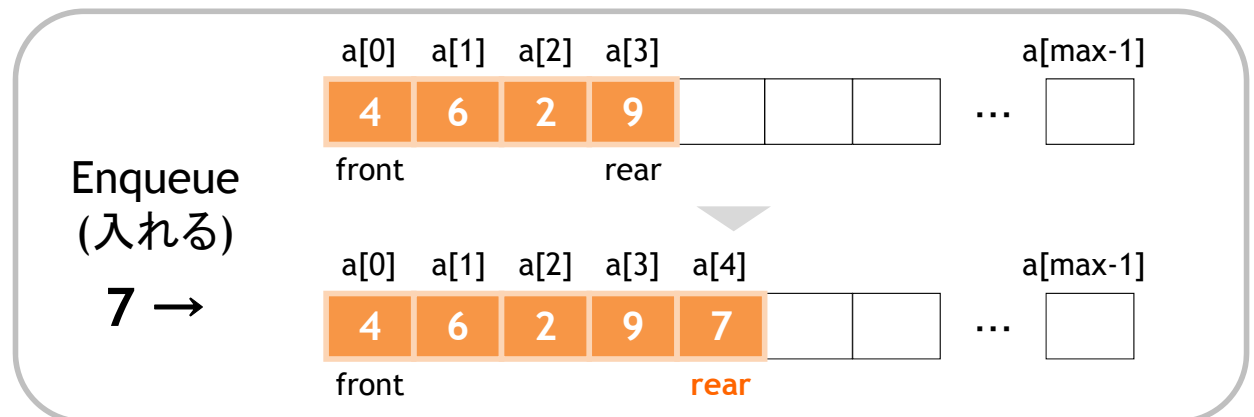 a[0] a[1] a[2] a[3] a[max-1]
4 6 2 9 ...
front rear
Enqueue
(入れる)
7 →
a[0] a[1] a[2] a[3] a[4] a[max-1]
4 6 2 9 7 ...
front rear